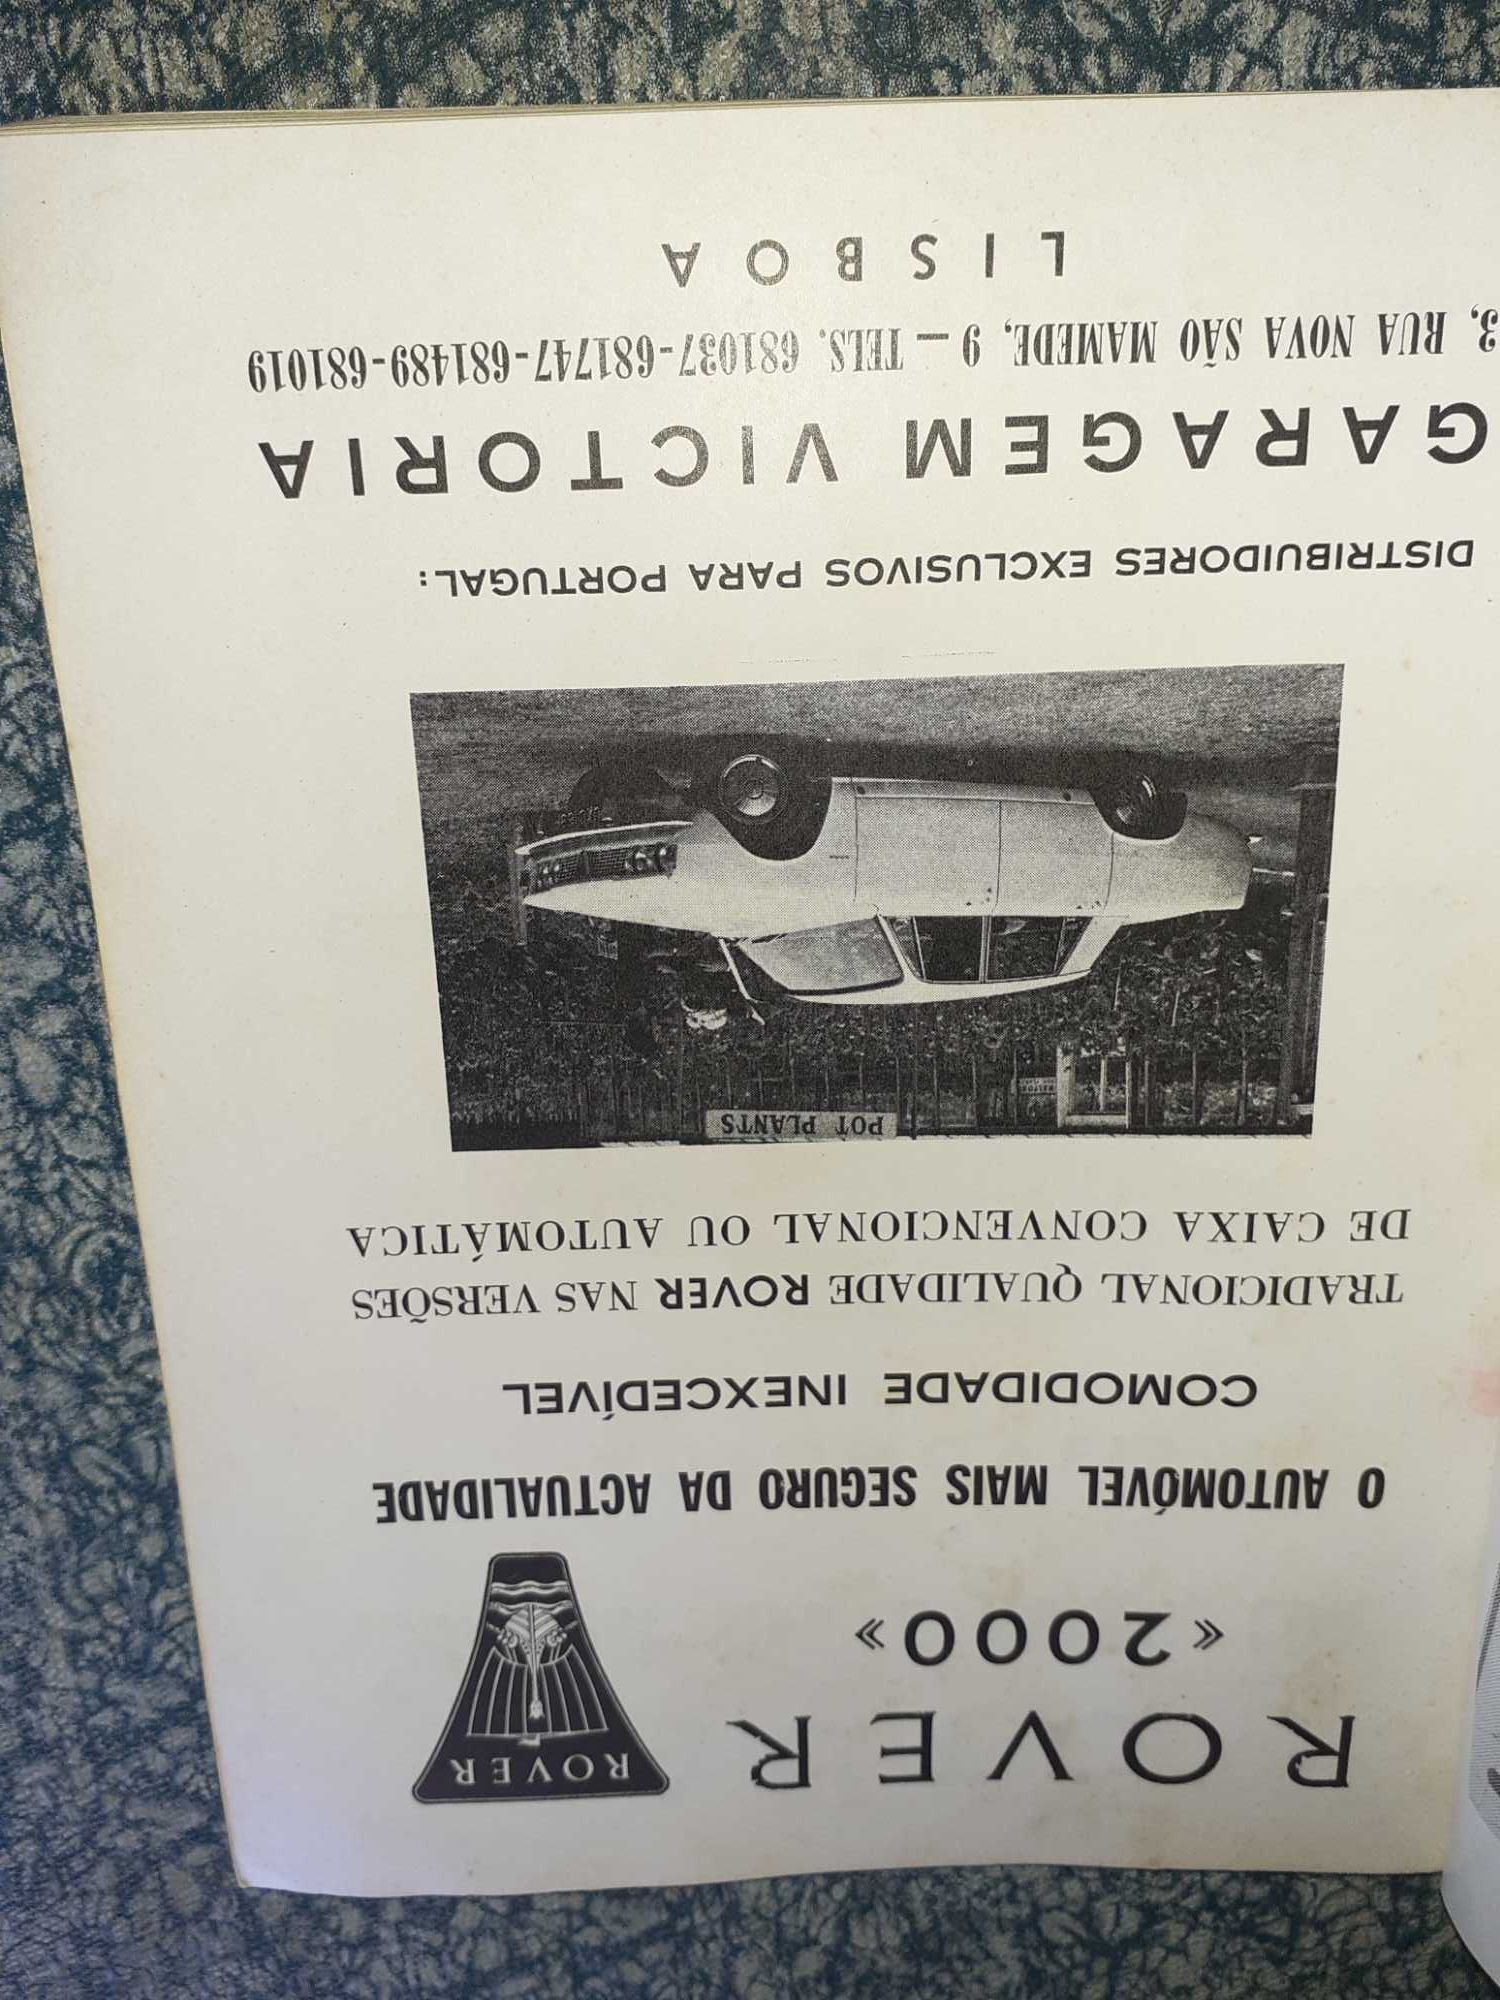 ROVER
«2000»
ROVER
O AUTOMÓVEL MAIS SEGURO DA ACTUALIDADE
COMODIDADE INEXCEDÍVEL
TRADICIONAL QUALIDADE ROVER NAS VERSÕES
DE CAIXA CONVENCIONAL OU AUTOMÁTICA
POT PLANTS
DISTRIBUIDORES EXCLUSIVOS PARA PORTUGAL:
GARAGEM VICTORIA
3, RUA NOVA SÃO MAMEDE, 9 — TELS. 681037-681747-681489-681019
LISBOA